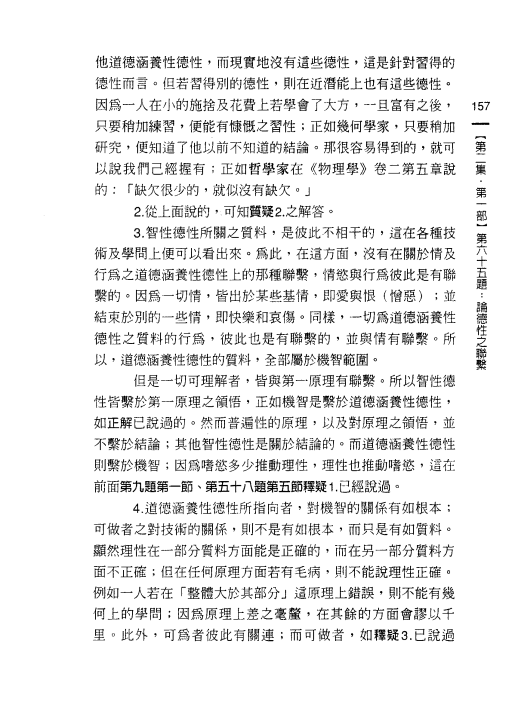 他道德涵養性德性，而現實地沒有這些德性，這是針對習得的
德性而言。但若習得別的德性，則在近潛能上也有這些德性。
因爲一人在小的施捨及花費上若學會了大方，--旦富有之後，
只要稍加練習，便能有慷慨之習性；正如幾何學家，只要稍加
研究，便知道了他以前不知道的結論。那很容易得到的，就可
以說我們己經握有；正如哲學家在《物理學》卷二第五章說
的：「缺欠很少的，就似沒有缺欠。」
2.從上面說的，可知質疑2.之解答。
3.智性德性所關之質料，是彼此不相干的，這在各種技
術及學問上便可以看出來。爲此，在這方面，沒有在關於情及
行爲之道德涵養性德性上的那種聯繫，情慾與行爲彼此是有聯
繫的。因爲一切情，皆出於某些基情，即愛與恨（憎惡）；並
結束於別的一些情，即快樂和哀傷。同樣，一切爲道德涵養性
德性之質料的行爲，彼此也是有聯繫的，並與情有聯繫。所
以，道德涵養性德性的質料，全部屬於機智範圍。
但是一切可理解者，皆與第一原理有聯繫。所以智性德
性皆繫於第一原理之領悟，正如機智是繫於道德涵養性德性，
如正解已說過的。然而普遍性的原理，以及對原理之領悟，並
不繫於結論；其他智性德性是關於結論的。而道德涵養性德性
則繫於機智；因爲嗜慾多少推動理性，理性也推動嗜慾，這在
前面第九題第一節、第五十八題第五節釋疑1.已經說過。
4.道德涵養性德性所指向者，對機智的關係有如根本；
可做者之對技術的關係，則不是有如根本，而只是有如質料。
顯然理性在一部分質料方面能是正確的，而在另一部分質料方
面不正確；但在任何原理方面若有毛病，則不能說理性正確。
例如一人若在「整體大於其部分」這原理上錯誤，則不能有幾
何上的學問；因爲原理上差之毫釐，在其餘的方面會謬以千
里。此外，可爲者彼此有關連；而可做者，如釋疑3.已說過
157
【第二集·第一部】第六十五題：論德性之聯繫